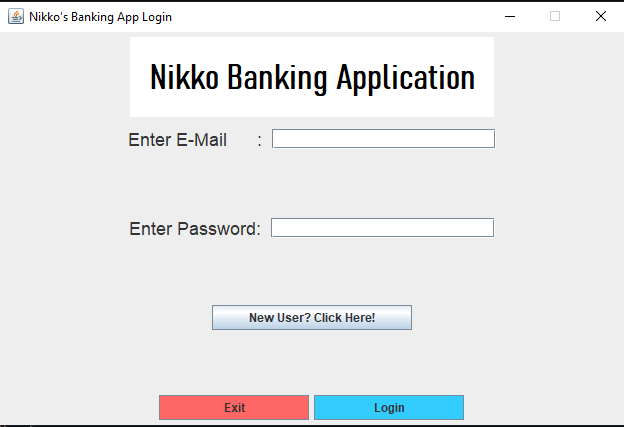 Nikko's Banking App Login
Nikko Banking Application
Enter E-Mail :
Enter Password:
New User? Click Here!
Exit Login